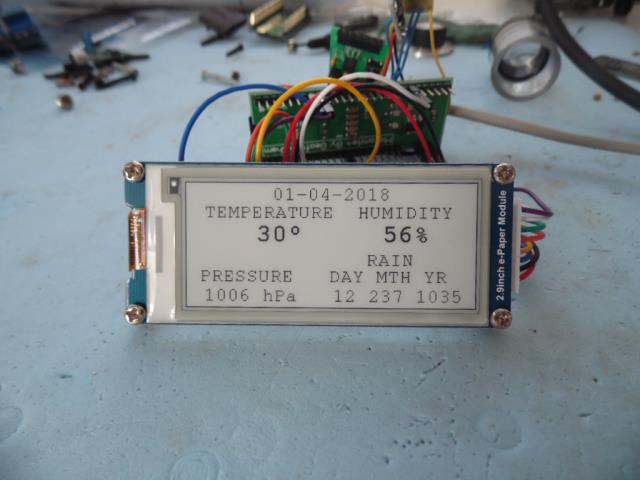 01-04-2018
TEMPERATURE HUMIDITY
30° 56%
RAIN
PRESSURE DAY MTH YR
1006 hPa 12 237 1035
2.9inch e-Paper Module